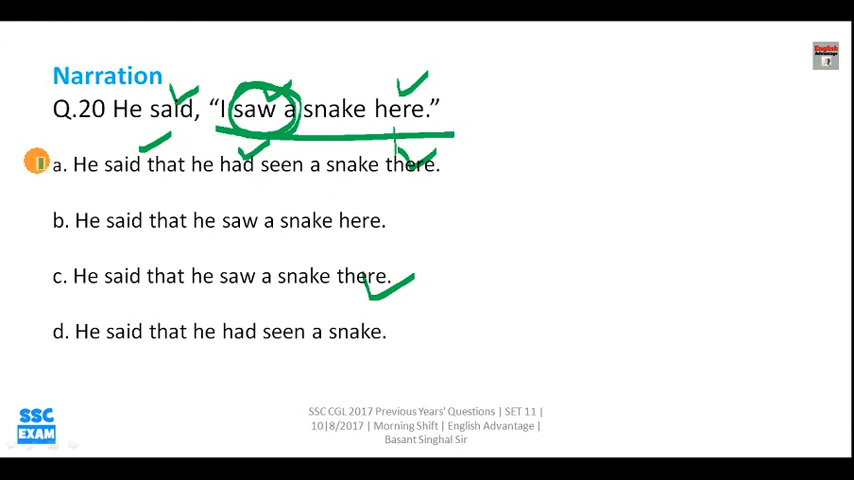 English
Narration
Q.20 He said, “I saw a snake here.”
a. He said that he had seen a snake there.
b. He said that he saw a snake here.
c. He said that he saw a snake there.
d. He said that he had seen a snake.
SSC
EXAM
SSC CGL 2017 Previous Years' Questions | SET 11 |
10|8/2017 | Morning Shift | English Advantage |
Basant Singhal Sir